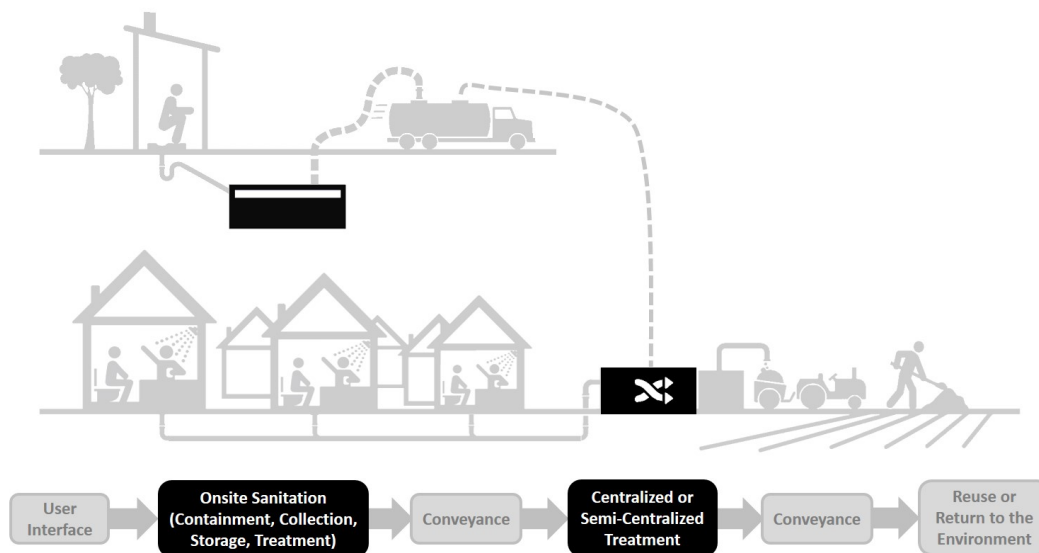 User
Interface
Onsite Sanitation
(Containment, Collection,
Storage, Treatment)
Conveyance
Centralized or
Semi-Centralized
Treatment
Conveyance
Reuse or
Return to the
Environment